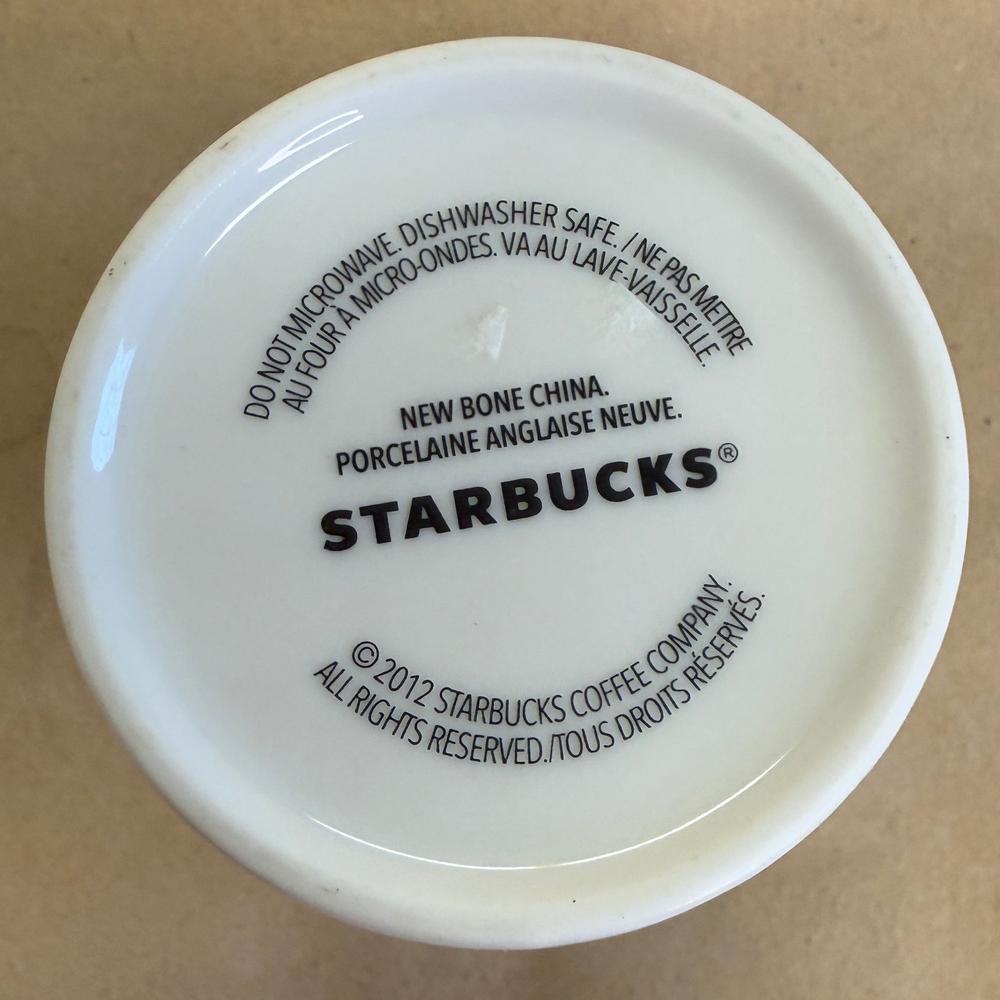 DO NOT MICROWAVE. DISHWASHER SAFE. / NE PAS METTRE
AU FOUR À MICRO-ONDES. VA AU LAVE-VAISSELLE.
NEW BONE CHINA.
PORCELAINE ANGLAISE NEUVE.
STARBUCKS®
© 2012 STARBUCKS COFFEE COMPANY.
ALL RIGHTS RESERVED./TOUS DROITS RÉSERVÉS.